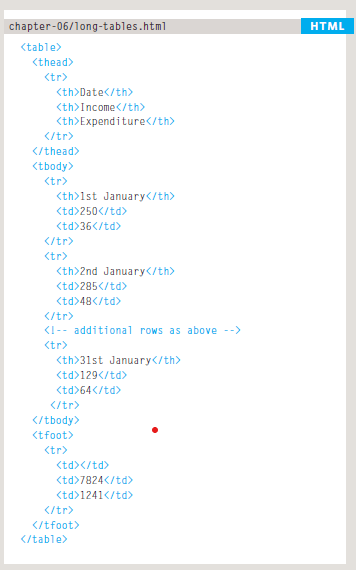 chapter-06/long-tables.html HTML
<table>
<thead>
<tr>
<th>Date</th>
<th>Income</th>
<th>Expenditure</th>
</tr>
</thead>
<tbody>
<tr>
<th>1st January</th>
<td>250</td>
<td>36</td>
</tr>
<tr>
<th>2nd January</th>
<td>285</td>
<td>48</td>
</tr>
<!-- additional rows as above -->
<tr>
<th>31st January</th>
<td>129</td>
<td>64</td>
</tr>
</tbody>
<tfoot>
<tr>
<td></td>
<td>7824</td>
<td>1241</td>
</tr>
</tfoot>
</table>